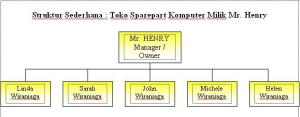 Struktur Sederhana : Toko Sparepart Komputer Milik Mr. Henry
Mr. HENRY
Manager /
Owner
Linda
Wiraniaga
Sarah
Wiraniaga
John
Wiraniaga
Michele
Wiraniaga
Helen
Wiraniaga